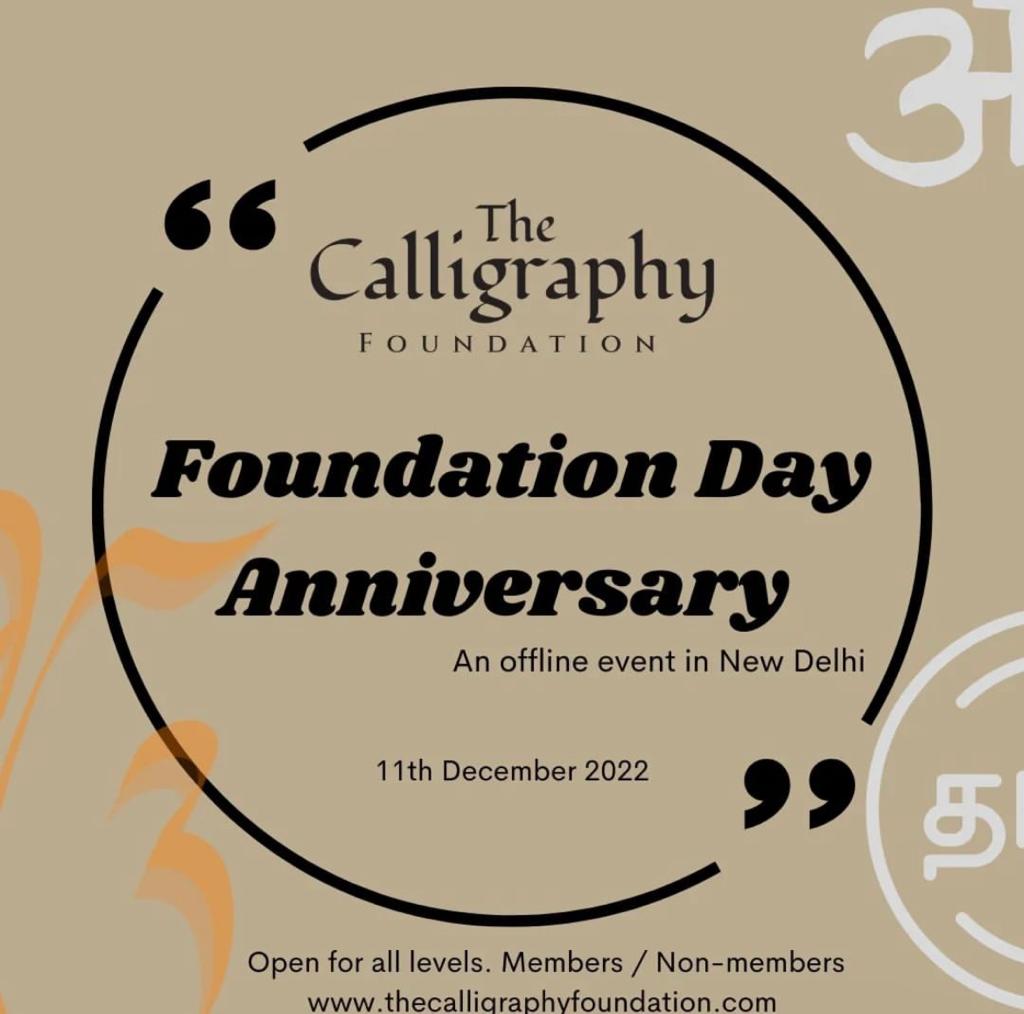 अ
The
Calligraphy
FOUNDATION
Foundation Day
Anniversary
An offline event in New Delhi
11th December 2022
த
Open for all levels. Members / Non-members
www.thecalligraphyfoundation.com